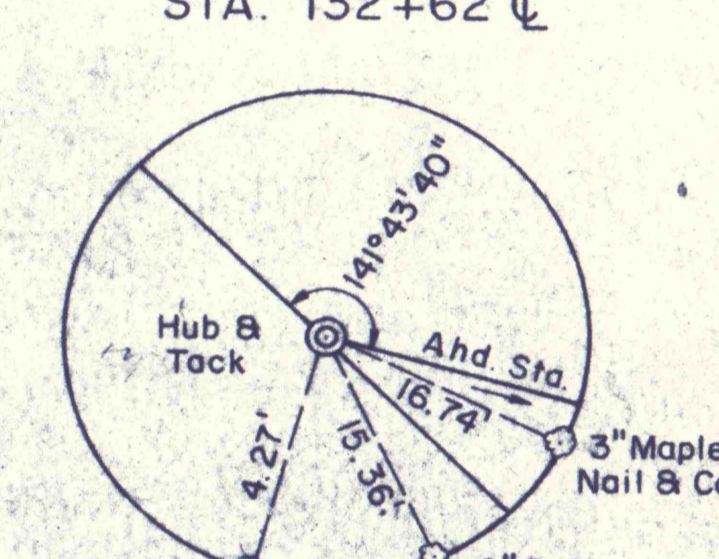 STA. 132+62 ℄
141°43'40"
Hub &
Tack
Ahd. Sta.
16.74'
15.36'
4.27'
3" Maple
Nail &